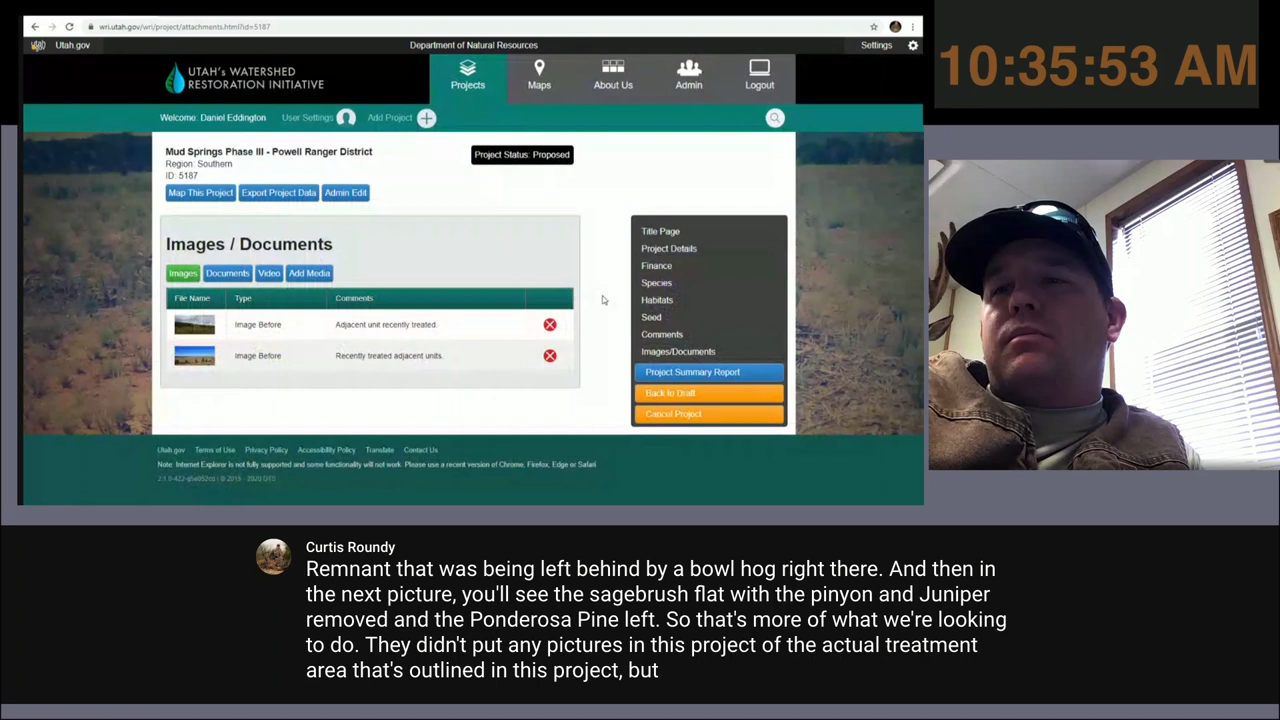 wri.utah.gov/wri/project/attachments.html?id=5187
10:35:53 AM
Utah.gov
Department of Natural Resources
Settings
UTAH'S WATERSHED
RESTORATION INITIATIVE
Projects
Maps
About Us
Admin
Logout
Welcome: Daniel Eddington
User Settings
Add Project
Mud Springs Phase III - Powell Ranger District
Region: Southern
ID: 5187
Project Status: Proposed
Map This Project
Export Project Data
Admin Edit
Images / Documents
Images
Documents
Video
Add Media
File Name
Type
Comments
Image Before
Adjacent unit recently treated.
Image Before
Recently treated adjacent units.
Title Page
Project Details
Finance
Species
Habitats
Seed
Comments
Images/Documents
Project Summary Report
Back to Draft
Cancel Project
Utah.gov
Terms of Use
Privacy Policy
Accessibility Policy
Translate
Contact Us
Note: Internet Explorer is not fully supported and some functionality will not work. Please use a recent version of Chrome, Firefox, Edge or Safari
Curtis Roundy
Remnant that was being left behind by a bowl hog right there. And then in
the next picture, you'll see the sagebrush flat with the pinyon and Juniper
removed and the Ponderosa Pine left. So that's more of what we're looking
to do. They didn't put any pictures in this project of the actual treatment
area that's outlined in this project, but